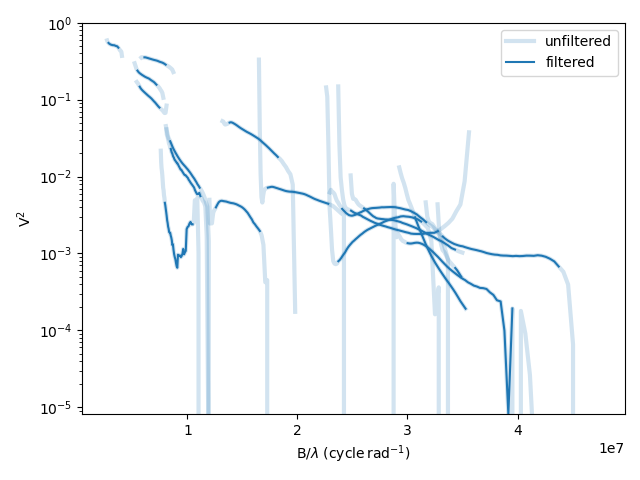 10⁰
10⁻¹
10⁻²
10⁻³
10⁻⁴
10⁻⁵
V²
unfiltered
filtered
1
2
3
4
1e7
B/λ (cycle rad⁻¹)